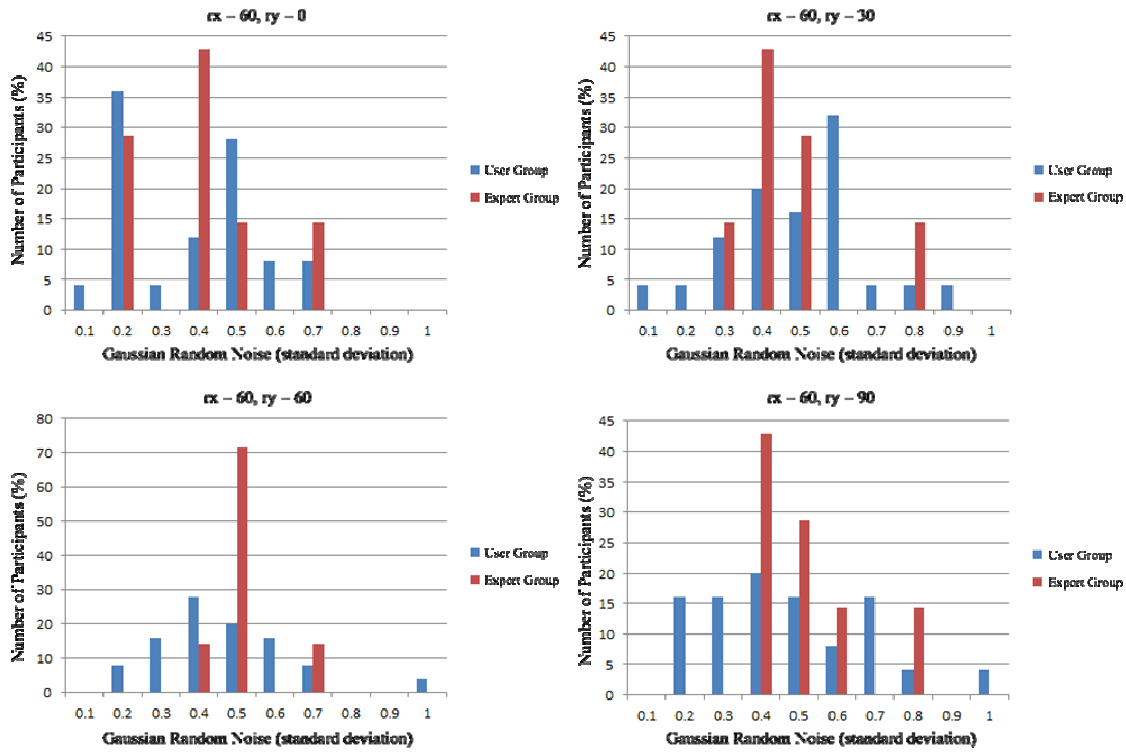 rx – 60, ry – 0
45
40
35
30
25
20
15
10
5
0
Number of Participants (%)
0.1 0.2 0.3 0.4 0.5 0.6 0.7 0.8 0.9 1
Gaussian Random Noise (standard deviation)
User Group
Expert Group
rx – 60, ry – 30
45
40
35
30
25
20
15
10
5
0
Number of Participants (%)
0.1 0.2 0.3 0.4 0.5 0.6 0.7 0.8 0.9 1
Gaussian Random Noise (standard deviation)
User Group
Expert Group
rx – 60, ry – 60
80
70
60
50
40
30
20
10
0
Number of Participants (%)
0.1 0.2 0.3 0.4 0.5 0.6 0.7 0.8 0.9 1
Gaussian Random Noise (standard deviation)
User Group
Expert Group
rx – 60, ry – 90
45
40
35
30
25
20
15
10
5
0
Number of Participants (%)
0.1 0.2 0.3 0.4 0.5 0.6 0.7 0.8 0.9 1
Gaussian Random Noise (standard deviation)
User Group
Expert Group